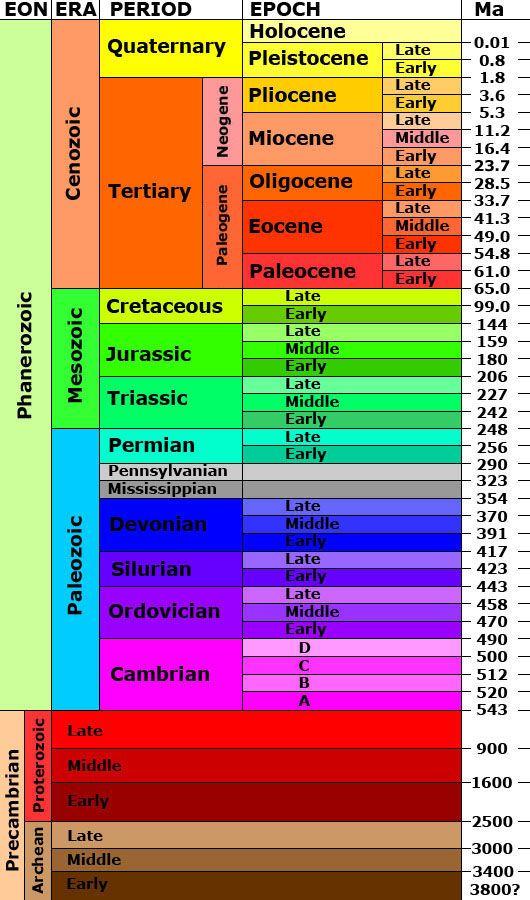 EON ERA PERIOD EPOCH Ma
Phanerozoic
Cenozoic
Quaternary
Holocene
0.01
Pleistocene
Late
0.8
Early
1.8
Tertiary
Neogene
Pliocene
Late
3.6
Early
5.3
Miocene
Late
11.2
Middle
16.4
Early
23.7
Paleogene
Oligocene
Late
28.5
Early
33.7
Eocene
Late
41.3
Middle
49.0
Early
54.8
Paleocene
Late
61.0
Early
65.0
Mesozoic
Cretaceous
Late
99.0
Early
144
Jurassic
Late
159
Middle
180
Early
206
Triassic
Late
227
Middle
242
Early
248
Paleozoic
Permian
Late
256
Early
290
Pennsylvanian
323
Mississippian
354
Devonian
Late
370
Middle
391
Early
417
Silurian
Late
423
Early
443
Ordovician
Late
458
Middle
470
Early
490
Cambrian
D
500
C
512
B
520
A
543
Precambrian
Proterozoic
Late
900
Middle
1600
Early
2500
Archean
Late
3000
Middle
3400
Early
3800?